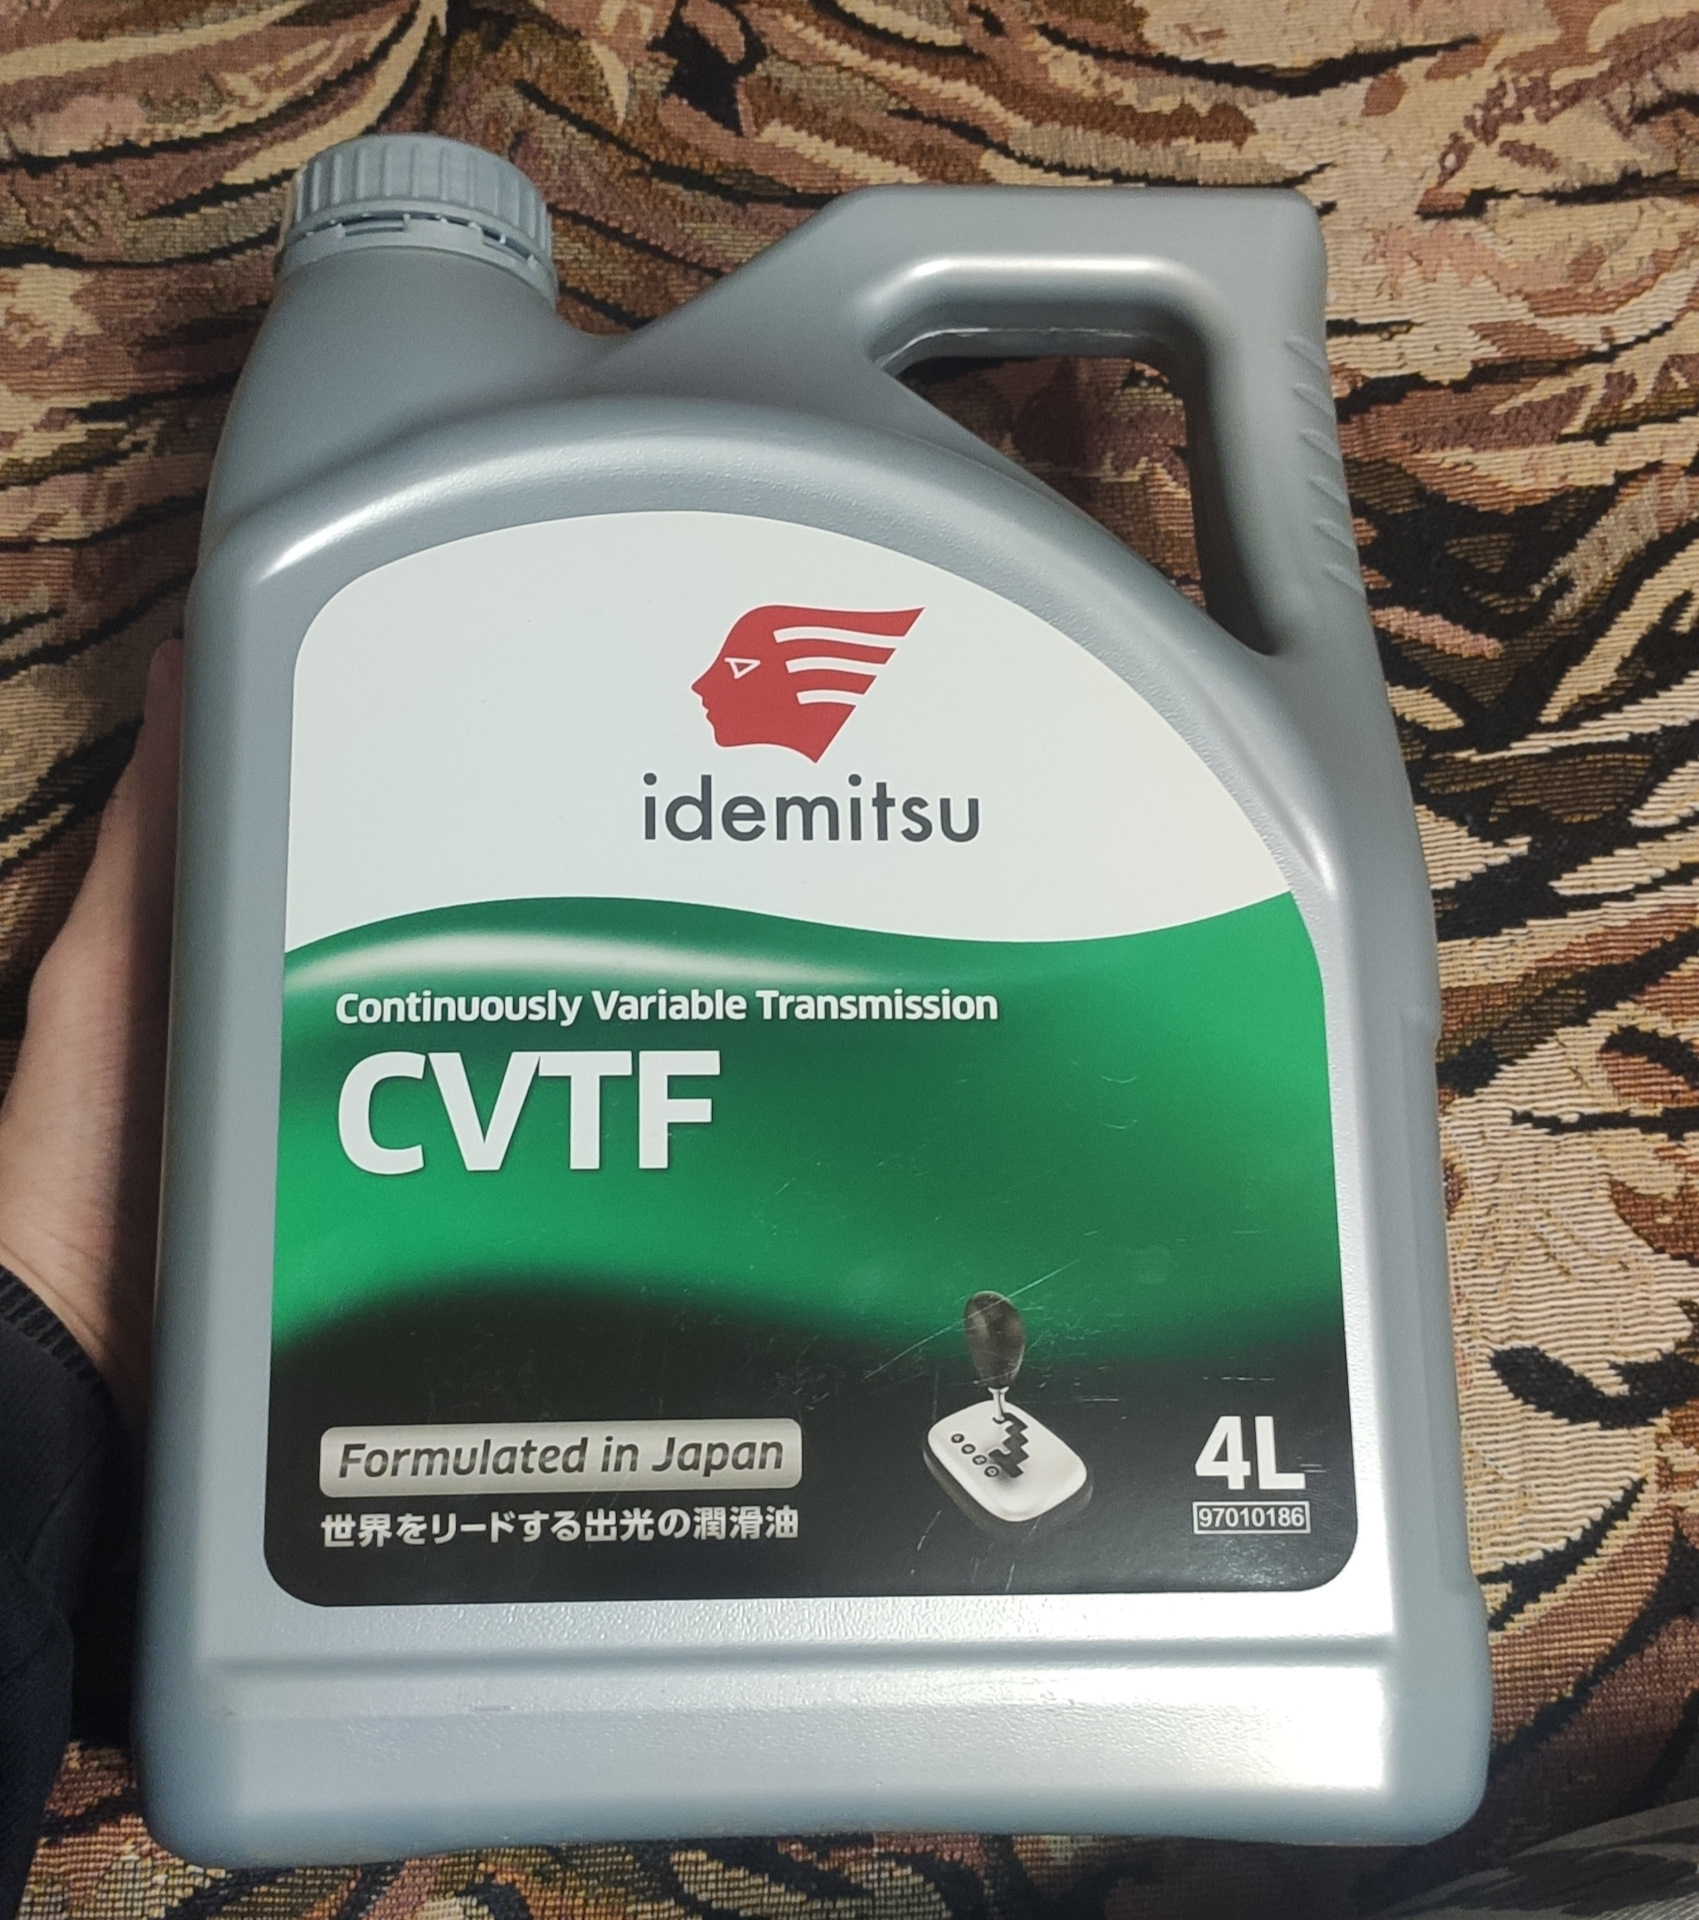 idemitsu
Continuously Variable Transmission
CVTF
Formulated in Japan
世界をリードする出光の潤滑油
4L
97010186